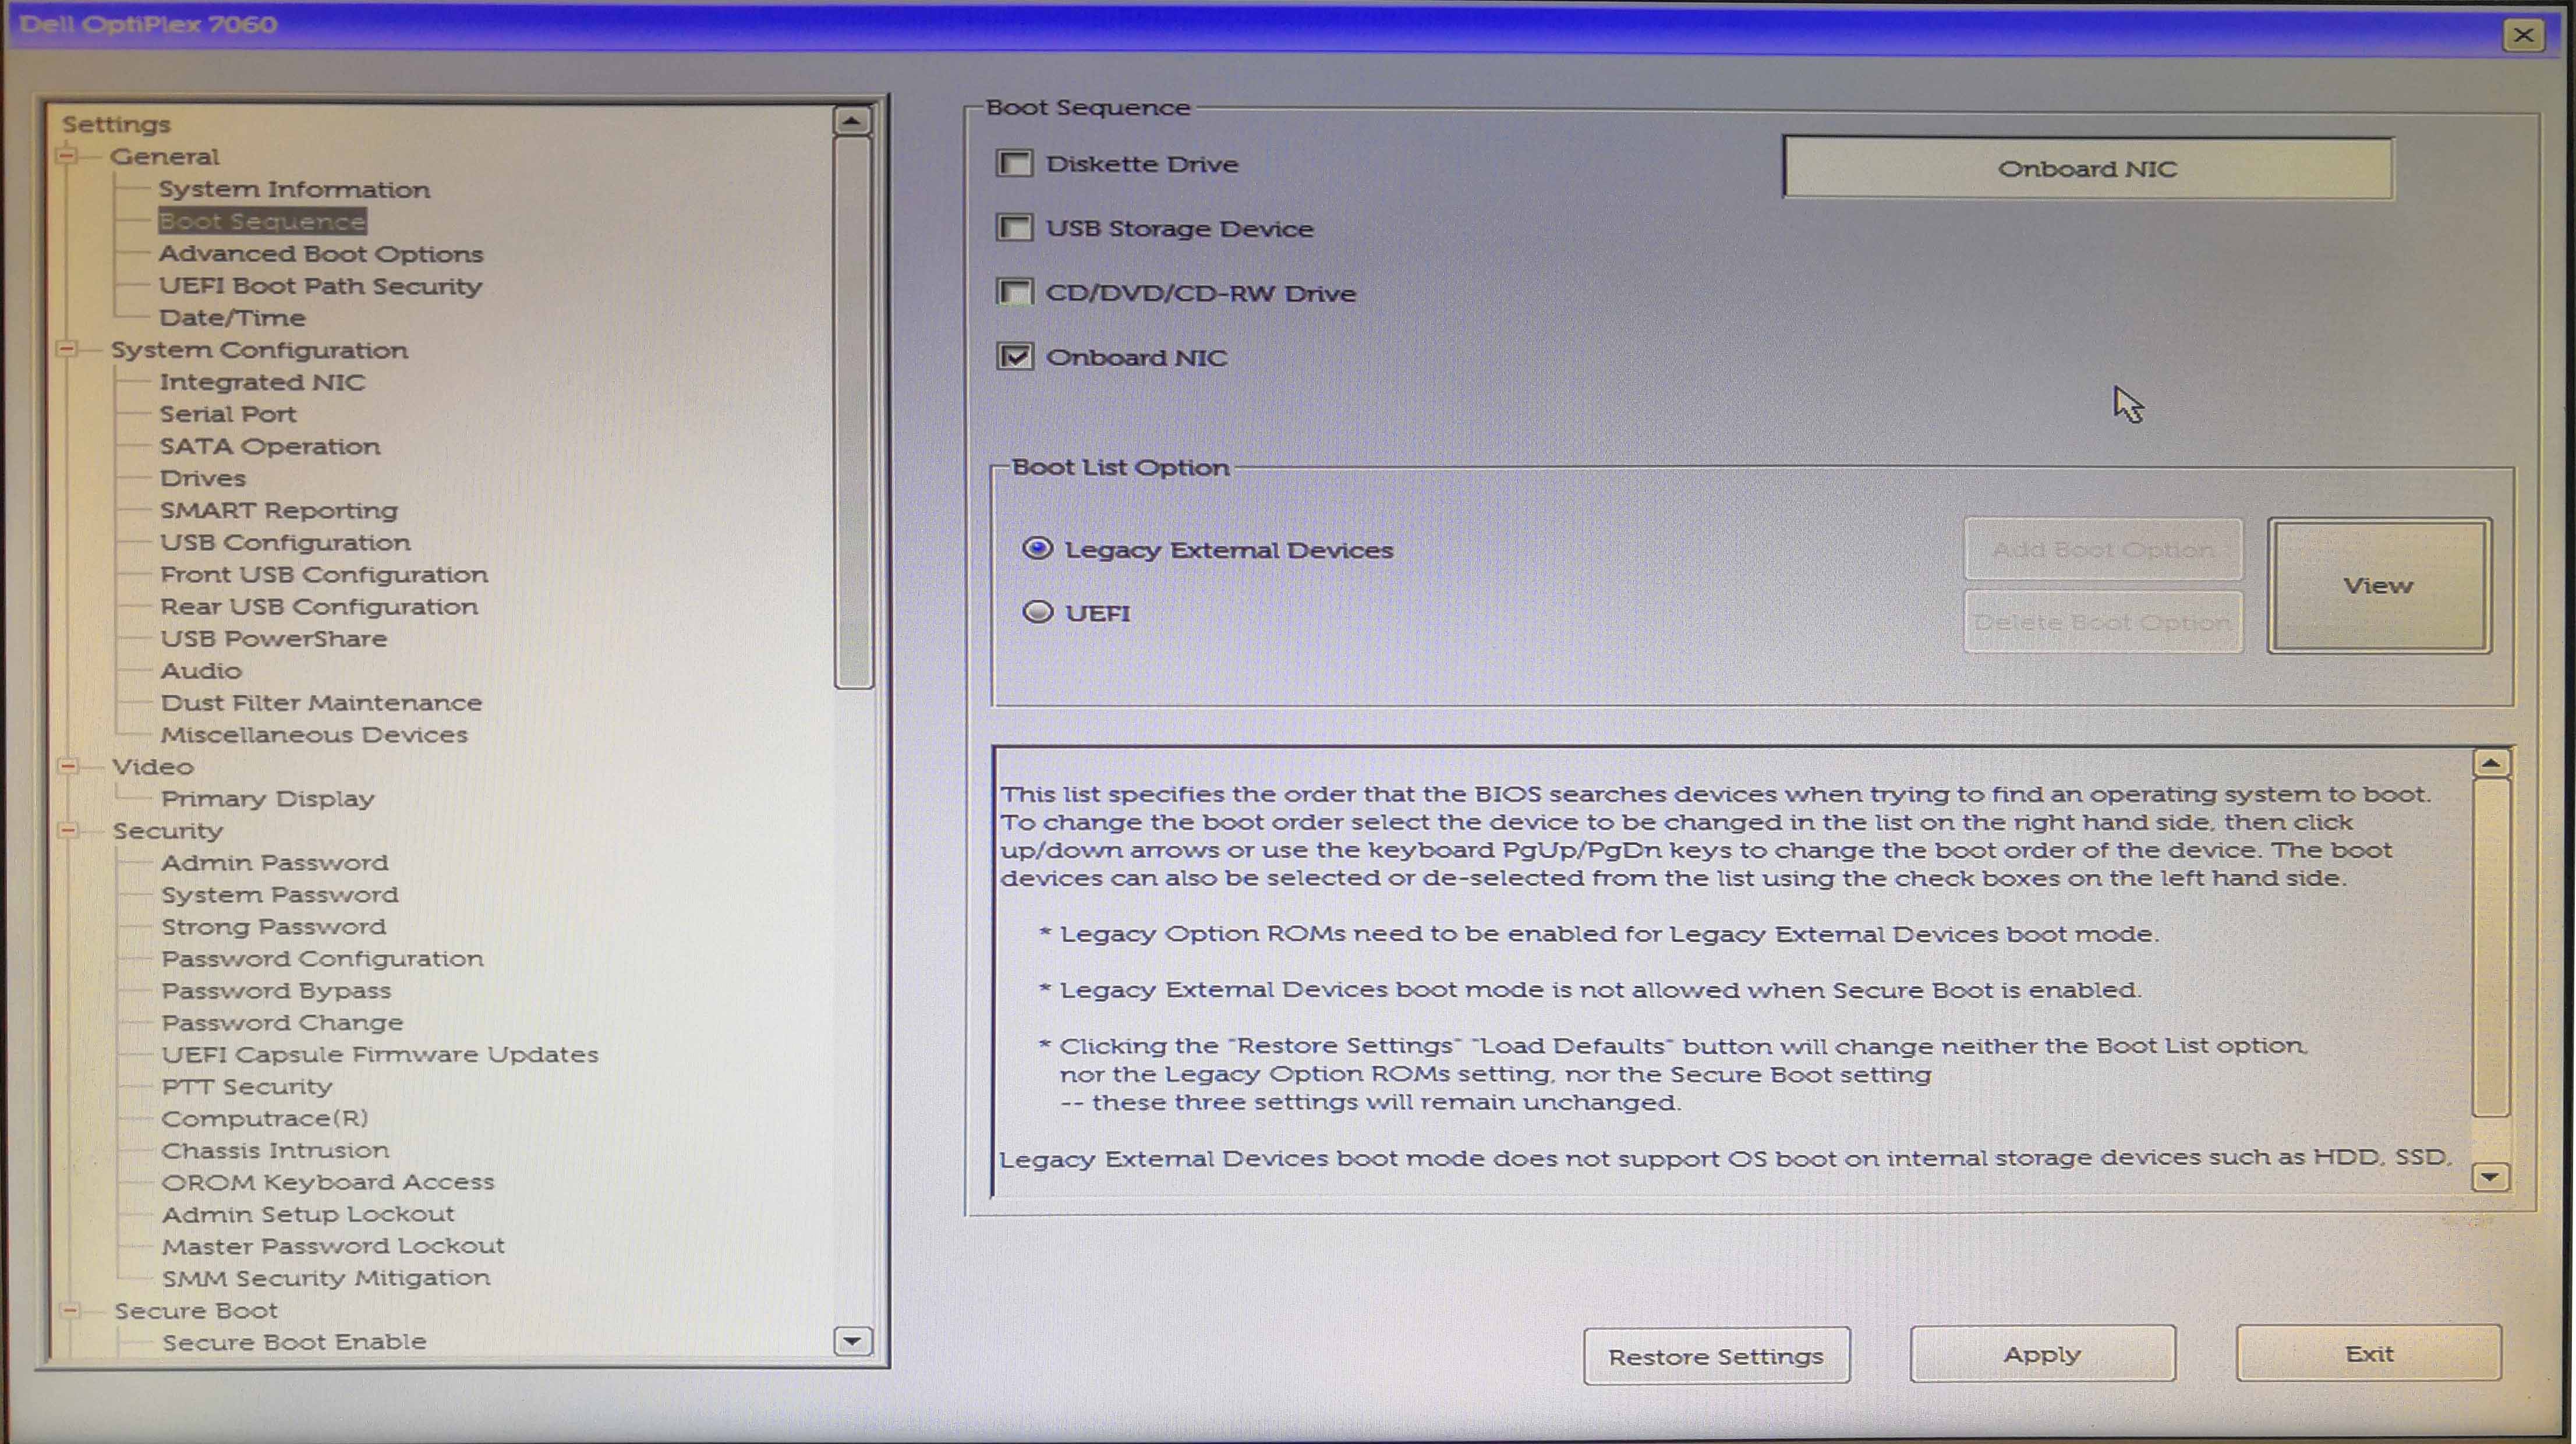 Dell OptiPlex 7060
Settings
General
System Information
Boot Sequence
Advanced Boot Options
UEFI Boot Path Security
Date/Time
System Configuration
Integrated NIC
Serial Port
SATA Operation
Drives
SMART Reporting
USB Configuration
Front USB Configuration
Rear USB Configuration
USB PowerShare
Audio
Dust Filter Maintenance
Miscellaneous Devices
Video
Primary Display
Security
Admin Password
System Password
Strong Password
Password Configuration
Password Bypass
Password Change
UEFI Capsule Firmware Updates
PTT Security
Computrace(R)
Chassis Intrusion
OROM Keyboard Access
Admin Setup Lockout
Master Password Lockout
SMM Security Mitigation
Secure Boot
Secure Boot Enable
Boot Sequence
Diskette Drive
USB Storage Device
CD/DVD/CD-RW Drive
Onboard NIC
Onboard NIC
Boot List Option
Legacy External Devices
UEFI
Add Boot Option
Delete Boot Option
View
This list specifies the order that the BIOS searches devices when trying to find an operating system to boot.
To change the boot order select the device to be changed in the list on the right hand side, then click
up/down arrows or use the keyboard PgUp/PgDn keys to change the boot order of the device. The boot
devices can also be selected or de-selected from the list using the check boxes on the left hand side.
* Legacy Option ROMs need to be enabled for Legacy External Devices boot mode.
* Legacy External Devices boot mode is not allowed when Secure Boot is enabled.
* Clicking the "Restore Settings" "Load Defaults" button will change neither the Boot List option,
nor the Legacy Option ROMs setting, nor the Secure Boot setting
-- these three settings will remain unchanged.
Legacy External Devices boot mode does not support OS boot on internal storage devices such as HDD, SSD,
Restore Settings
Apply
Exit